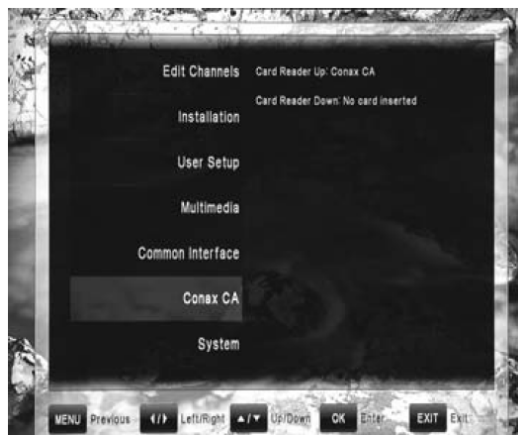 Edit Channels
Card Reader Up: Conax CA
Card Reader Down: No card inserted
Installation
User Setup
Multimedia
Common Interface
Conax CA
System
MENU Previous ◀/▶ Left/Right ▲/▼ Up/Down OK Enter EXIT Exit